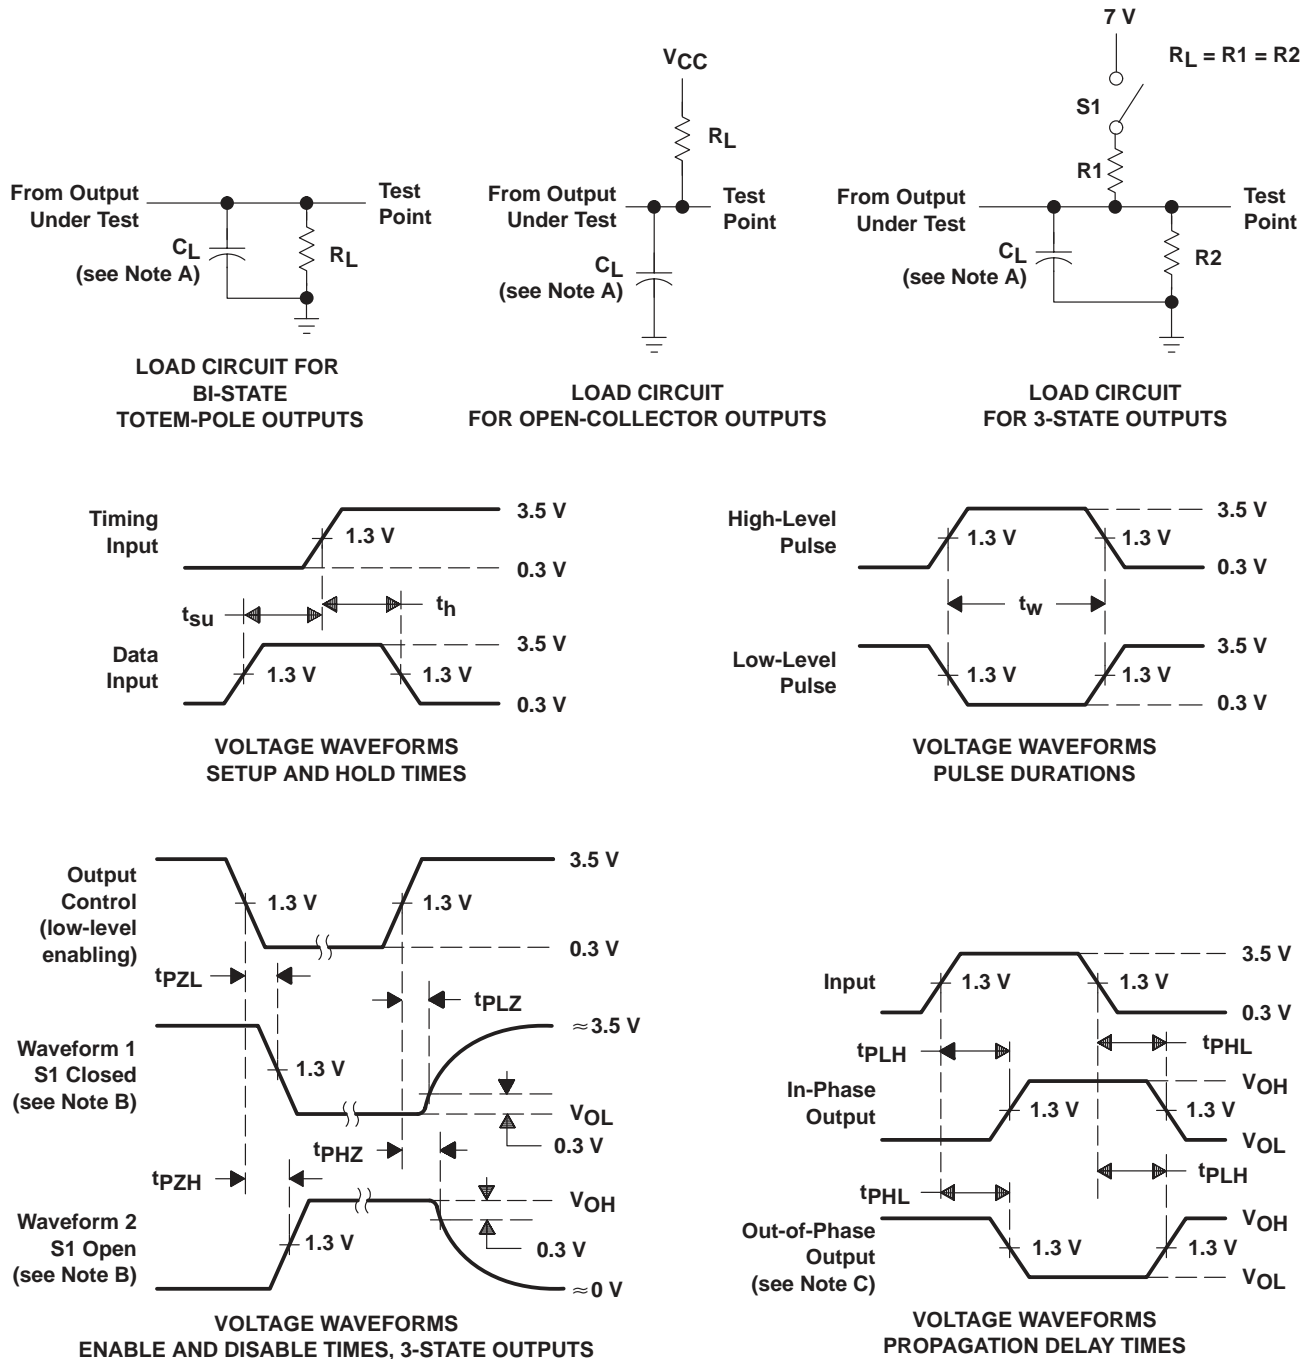 From Output
Under Test
Test
Point
CL
(see Note A)
RL
LOAD CIRCUIT FOR
BI-STATE
TOTEM-POLE OUTPUTS
VCC
RL
From Output
Under Test
Test
Point
CL
(see Note A)
LOAD CIRCUIT
FOR OPEN-COLLECTOR OUTPUTS
7 V
RL = R1 = R2
S1
R1
From Output
Under Test
Test
Point
CL
(see Note A)
R2
LOAD CIRCUIT
FOR 3-STATE OUTPUTS
Timing
Input
3.5 V
1.3 V
0.3 V
tsu
th
Data
Input
3.5 V
1.3 V
1.3 V
0.3 V
VOLTAGE WAVEFORMS
SETUP AND HOLD TIMES
High-Level
Pulse
3.5 V
1.3 V
1.3 V
0.3 V
tw
Low-Level
Pulse
3.5 V
1.3 V
1.3 V
0.3 V
VOLTAGE WAVEFORMS
PULSE DURATIONS
Output
Control
(low-level
enabling)
3.5 V
1.3 V
1.3 V
0.3 V
tPZL
tPLZ
Waveform 1
S1 Closed
(see Note B)
≈3.5 V
1.3 V
VOL
0.3 V
tPHZ
tPZH
Waveform 2
S1 Open
(see Note B)
VOH
1.3 V
0.3 V
≈0 V
VOLTAGE WAVEFORMS
ENABLE AND DISABLE TIMES, 3-STATE OUTPUTS
Input
3.5 V
1.3 V
1.3 V
0.3 V
tPLH
tPHL
In-Phase
Output
VOH
1.3 V
1.3 V
VOL
tPHL
tPLH
Out-of-Phase
Output
(see Note C)
VOH
1.3 V
1.3 V
VOL
VOLTAGE WAVEFORMS
PROPAGATION DELAY TIMES